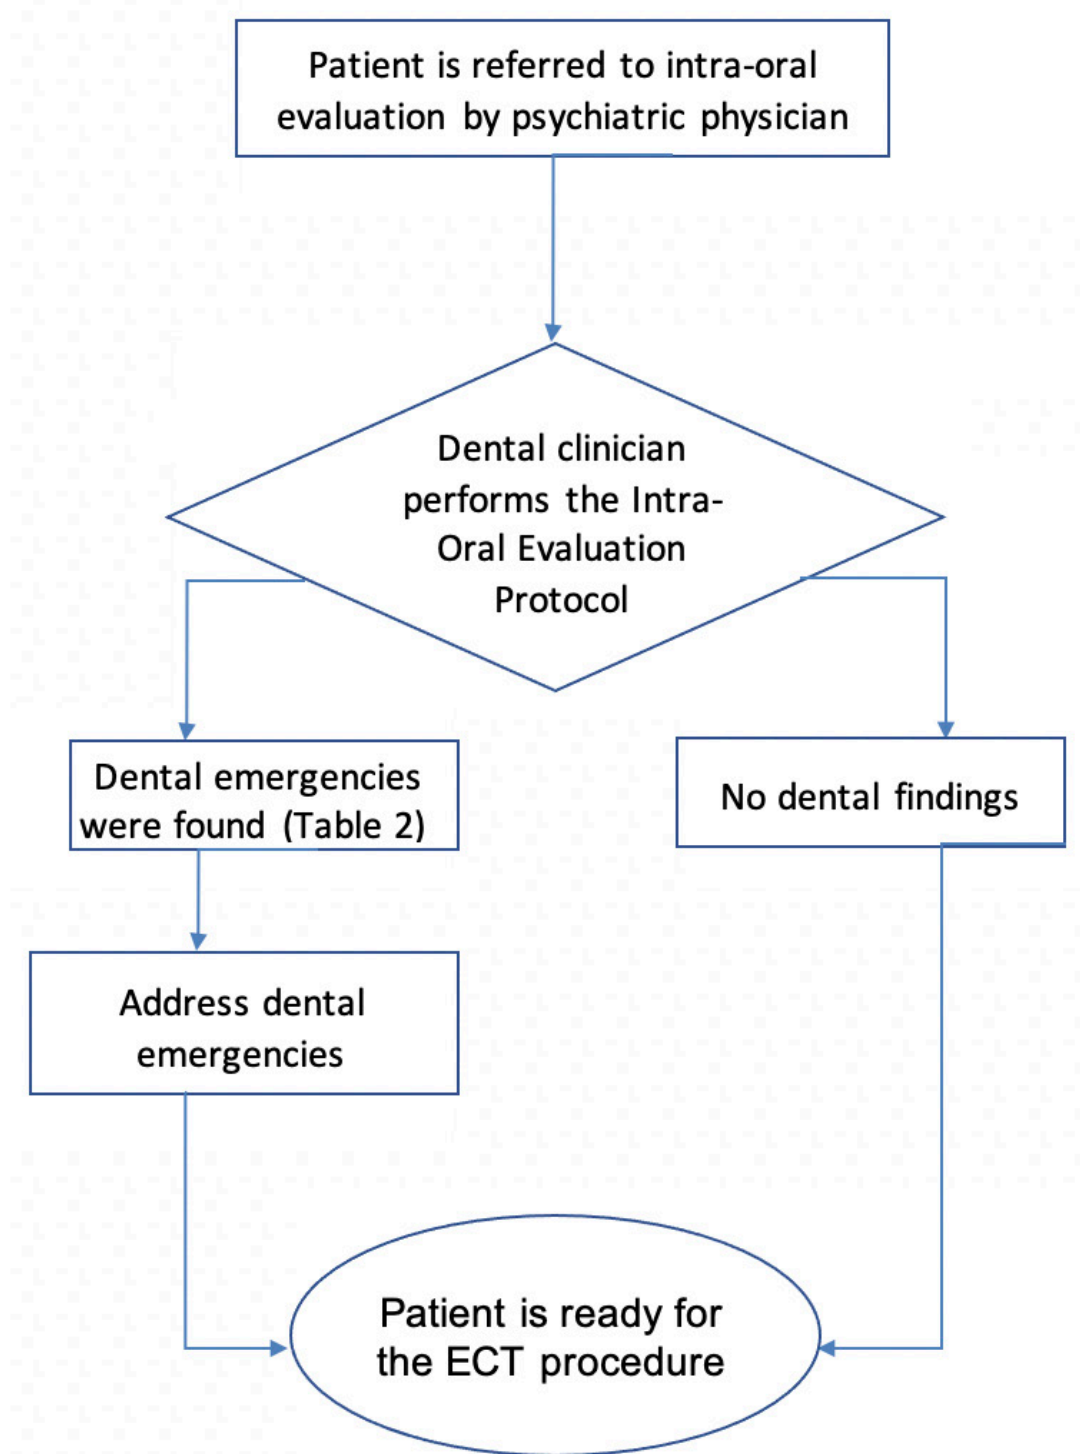 Patient is referred to intra-oral
evaluation by psychiatric physician
Dental clinician
performs the Intra-
Oral Evaluation
Protocol
Dental emergencies
were found (Table 2)
No dental findings
Address dental
emergencies
Patient is ready for
the ECT procedure